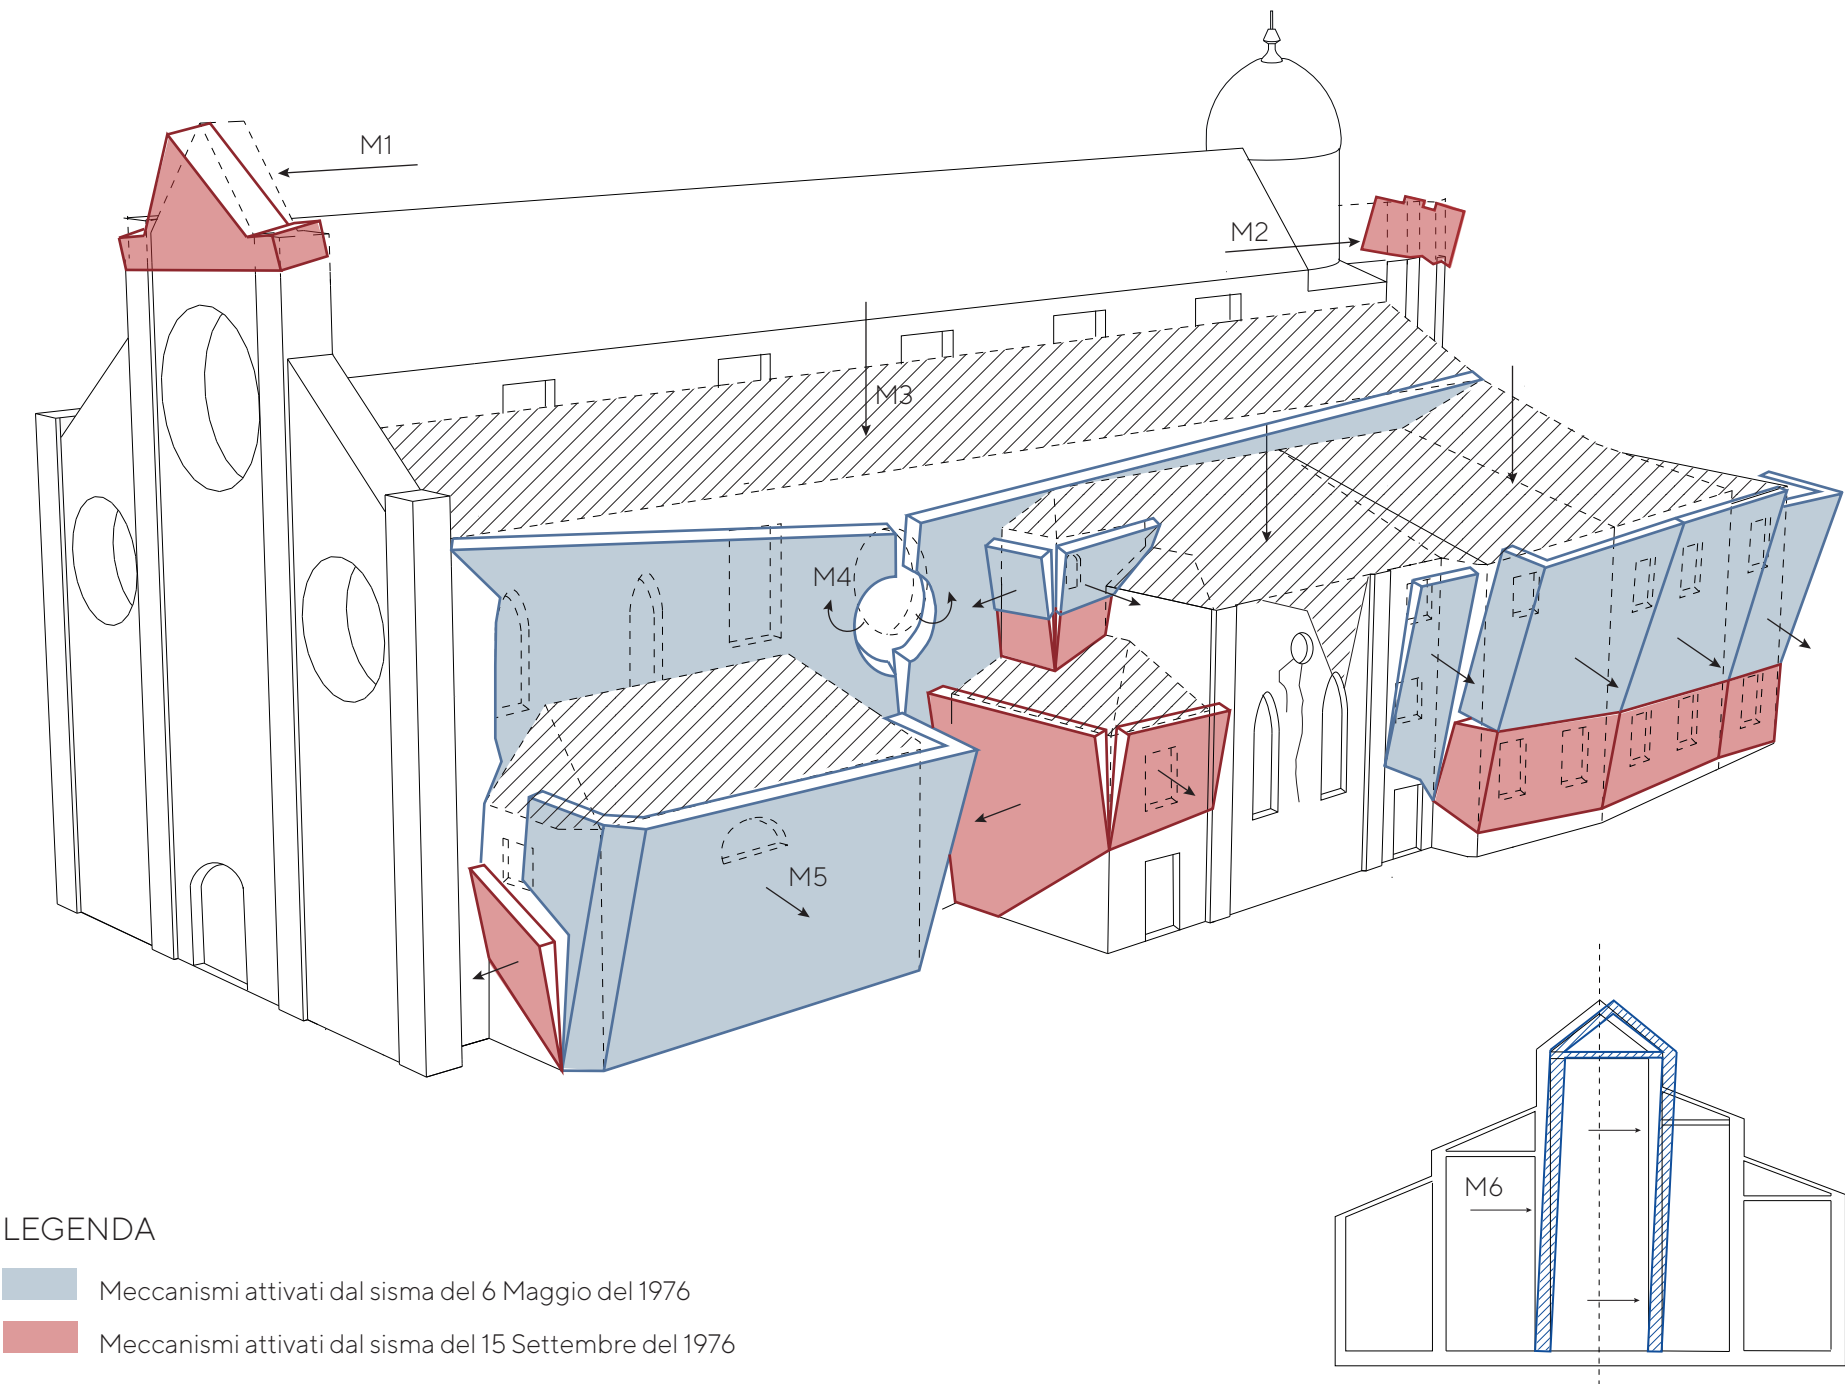 M1
M2
M3
M4
M5
M6
LEGENDA
Meccanismi attivati dal sisma del 6 Maggio del 1976
Meccanismi attivati dal sisma del 15 Settembre del 1976